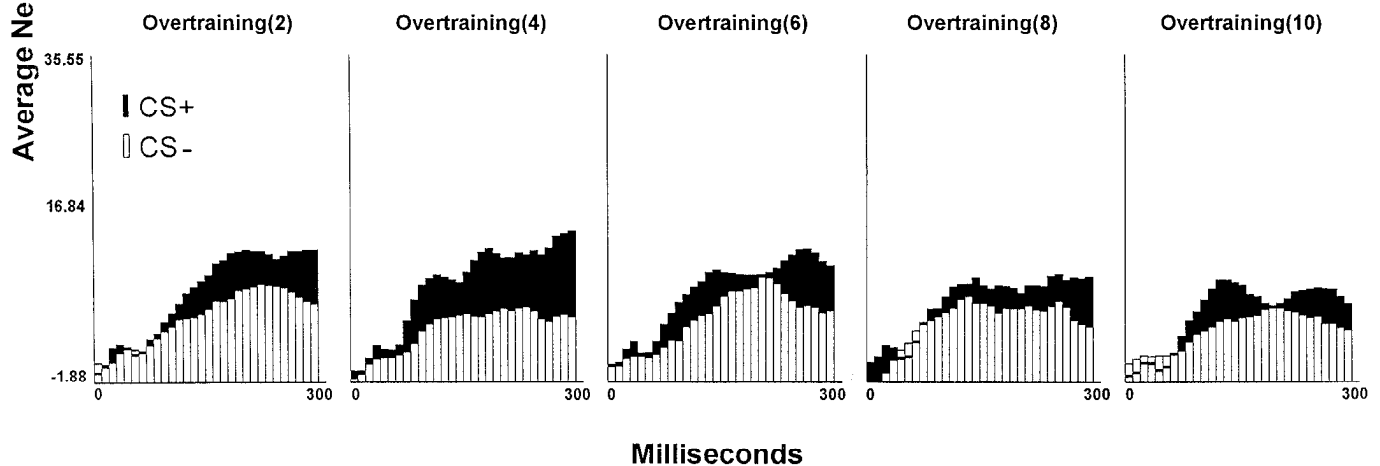 Overtraining(2) Overtraining(4) Overtraining(6) Overtraining(8) Overtraining(10)
Average
35.55
CS+
CS-
16.84
-1.88
0 300 0 300 0 300 0 300 0 300
Milliseconds